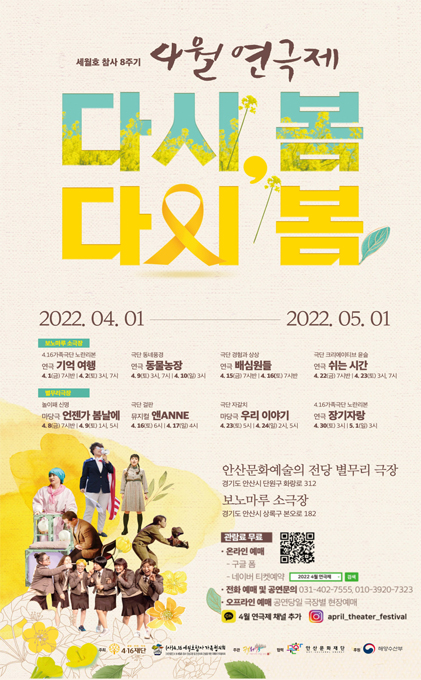 세월호 참사 8주기 4월 연극제
다시, 봄
다시, 봄
2022. 04. 01 2022. 05. 01
보노마루 소극장
4.16가족극단 노란리본
연극 기억 여행
4.1(금) 7시반 | 4.2(토) 3시, 7시
극단 동네풍경
연극 동물농장
4.9(토) 3시, 7시 | 4.10(일) 3시
극단 경험과 상상
연극 배심원들
4.15(금) 7시반 | 4.16(토) 7시반
극단 크리에이티브 윤슬
연극 쉬는 시간
4.22(금) 7시반 | 4.23(토) 3시, 7시
별무리극장
놀이패 신명
마당극 언젠가 봄날에
4.8(금) 7시반 | 4.9(토) 1시, 5시
극단 걸판
뮤지컬 앤ANNE
4.16(토) 6시 | 4.17(일) 4시
극단 자갈치
마당극 우리 이야기
4.23(토) 5시 | 4.24(일) 2시, 5시
4.16가족극단 노란리본
연극 장기자랑
4.30(토) 3시 | 5.1(일) 3시
안산문화예술의 전당 별무리 극장
경기도 안산시 단원구 화랑로 312
보노마루 소극장
경기도 안산시 상록구 본오로 182
관람료 무료
• 온라인 예매
- 구글 폼
- 네이버 티켓예약 2022 4월 연극제 검색
• 전화 예매 및 공연문의 031-402-7555, 010-3920-7323
• 오프라인 예매 공연당일 극장별 현장예매
4월 연극제 채널 추가 april_theater_festival
주최 4·16재단
주관
협력 안산문화재단
후원 해양수산부